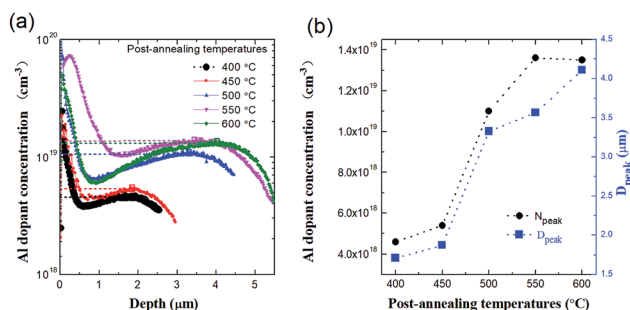 (a)
Al dopant concentration (cm-3)
10^20
10^19
10^18
Post-annealing temperatures
400 °C
450 °C
500 °C
550 °C
600 °C
0 1 2 3 4 5
Depth (μm)
(b)
Al dopant concentration (cm-3)
1.4x10^19
1.2x10^19
1.0x10^19
8.0x10^18
6.0x10^18
4.0x10^18
N_peak
D_peak
400 450 500 550 600
Post-annealing temperatures (°C)
4.5
4.0
3.5
3.0
2.5
2.0
1.5
D_peak (μm)